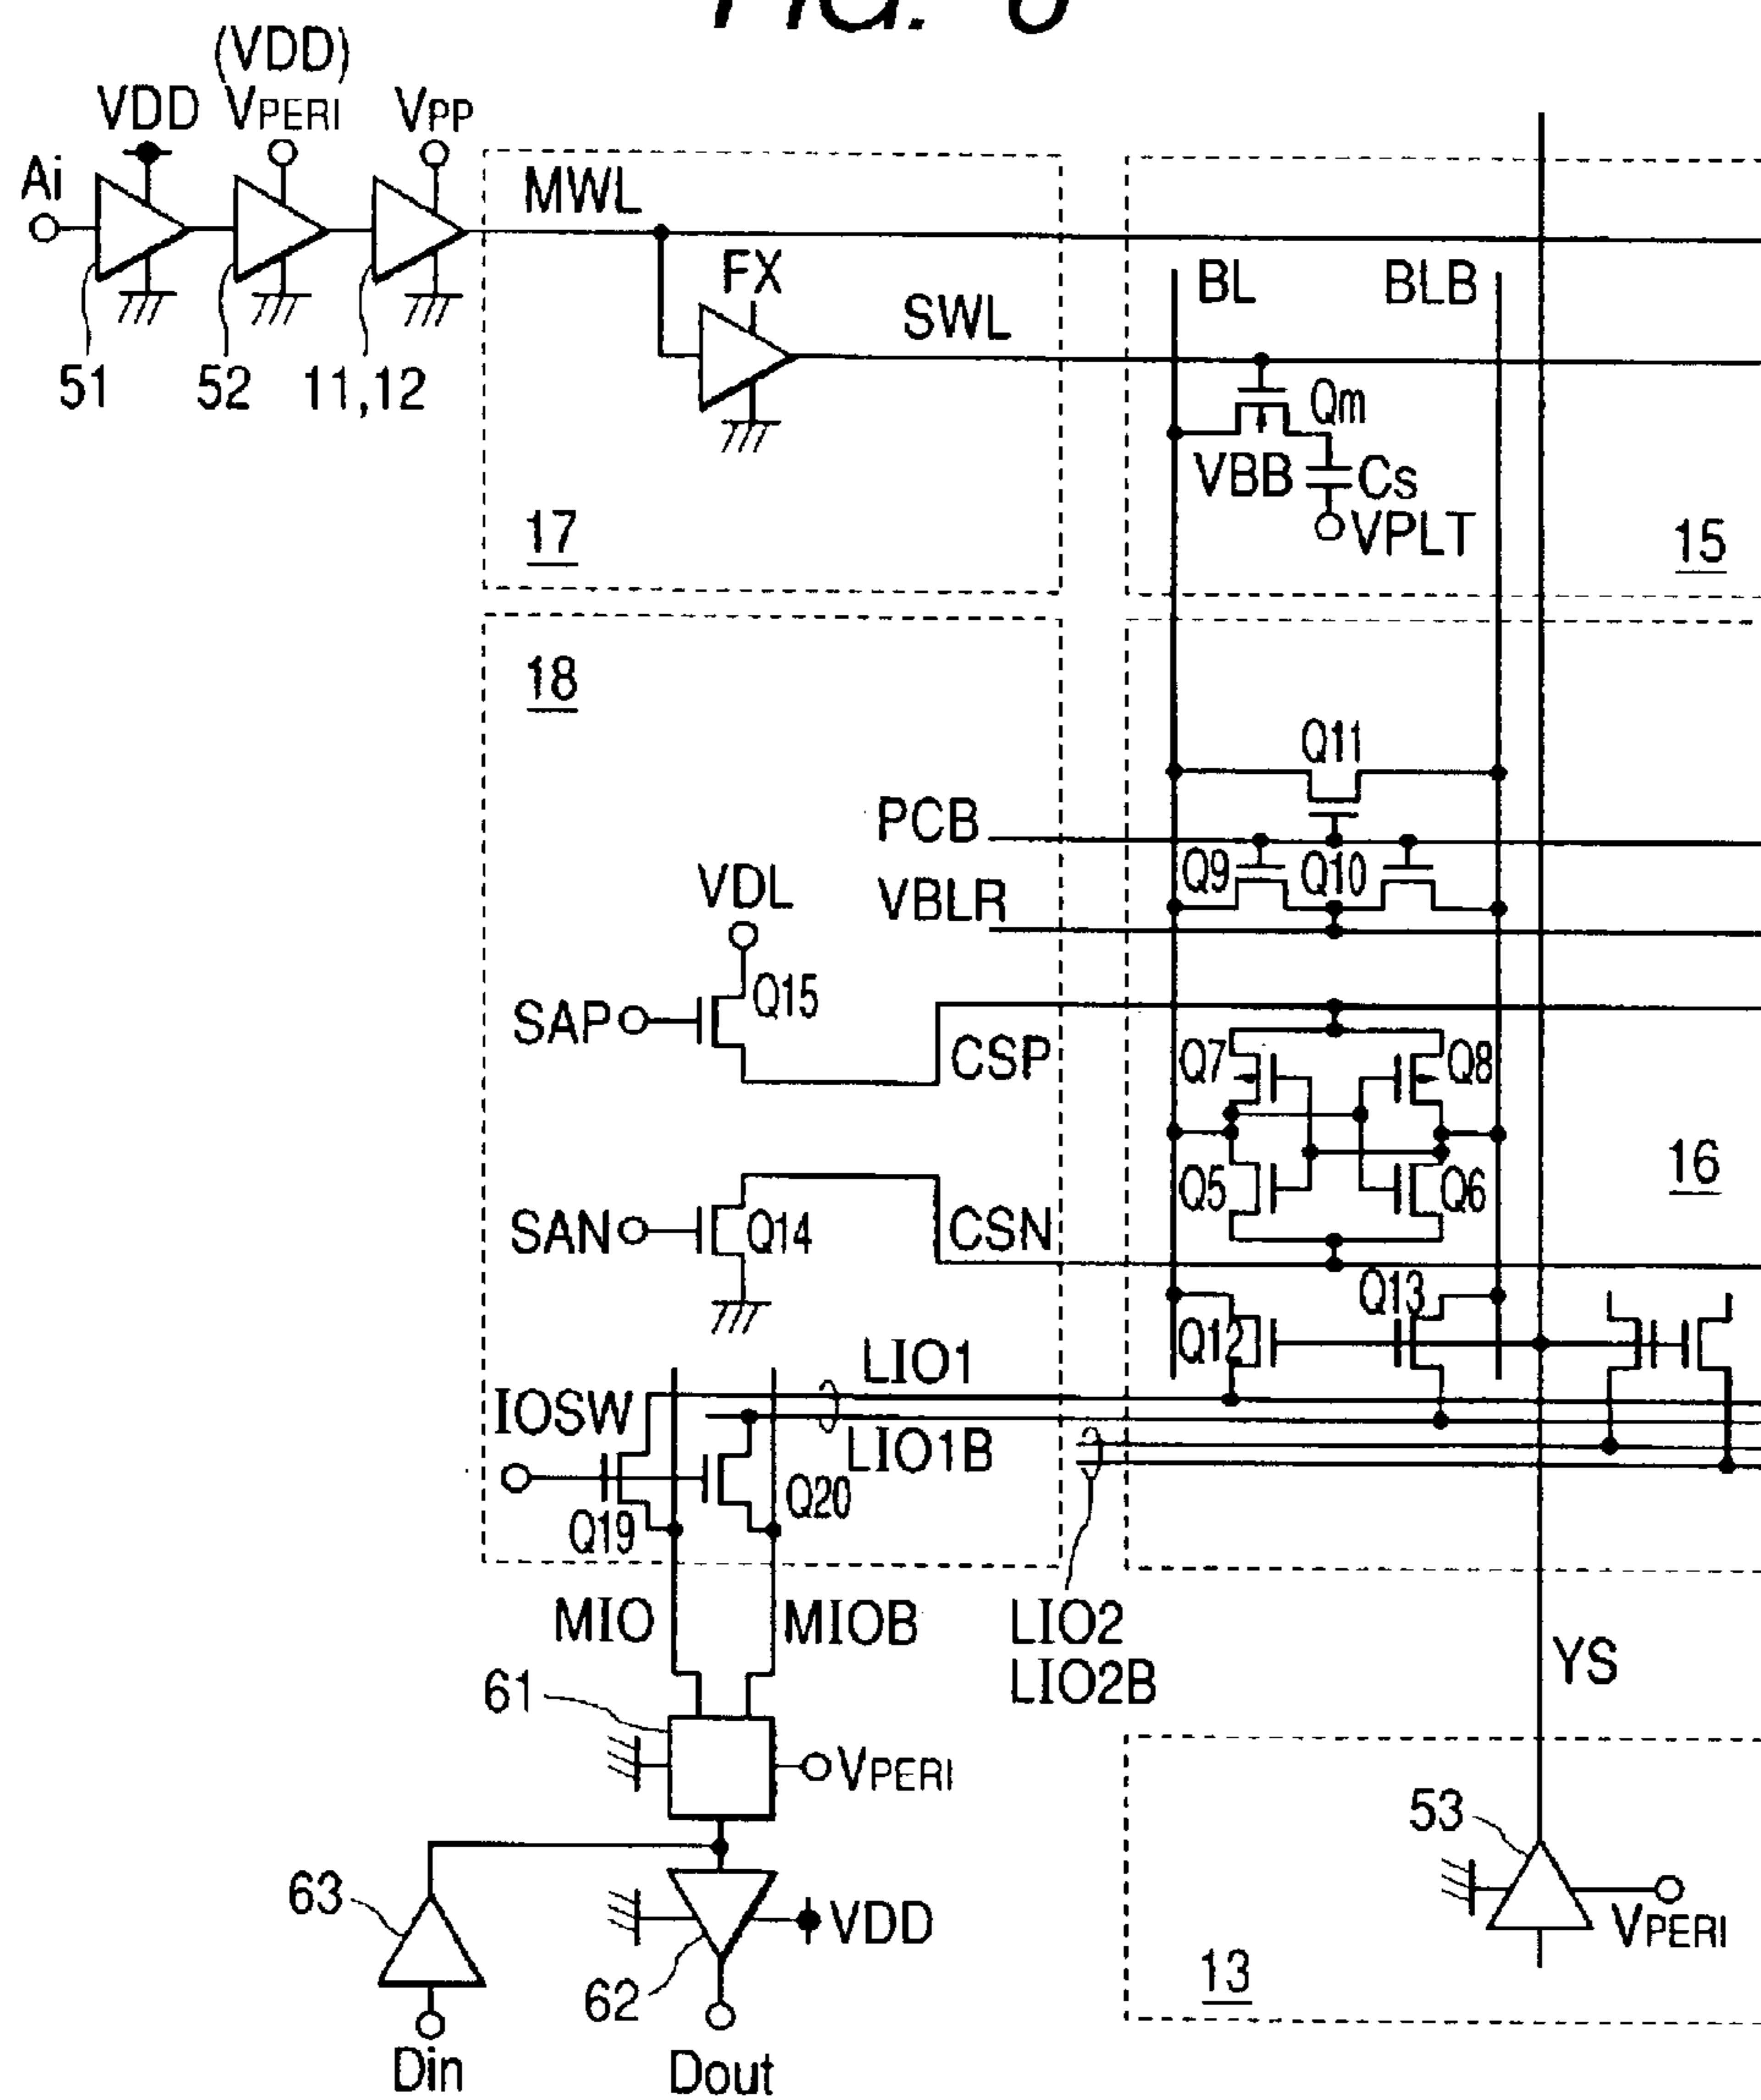 FIG.
(VDD)
VDD VPERI VPP
Ai
MWL
FX
SWL
BL BLB
51 52 11,12
Qm
VBB Cs
VPLT
17
15
18
Q11
PCB
Q9 Q10
VDL
VBLR
Q15
SAP
CSP
Q7 Q8
Q5 Q6
16
SAN
Q14
CSN
Q13
Q12
LIO1
IOSW
LIO1B
Q20
Q19
MIO MIOB
LIO2
LIO2B
YS
61
VPERI
53
63
VDD
VPERI
62
13
Din
Dout